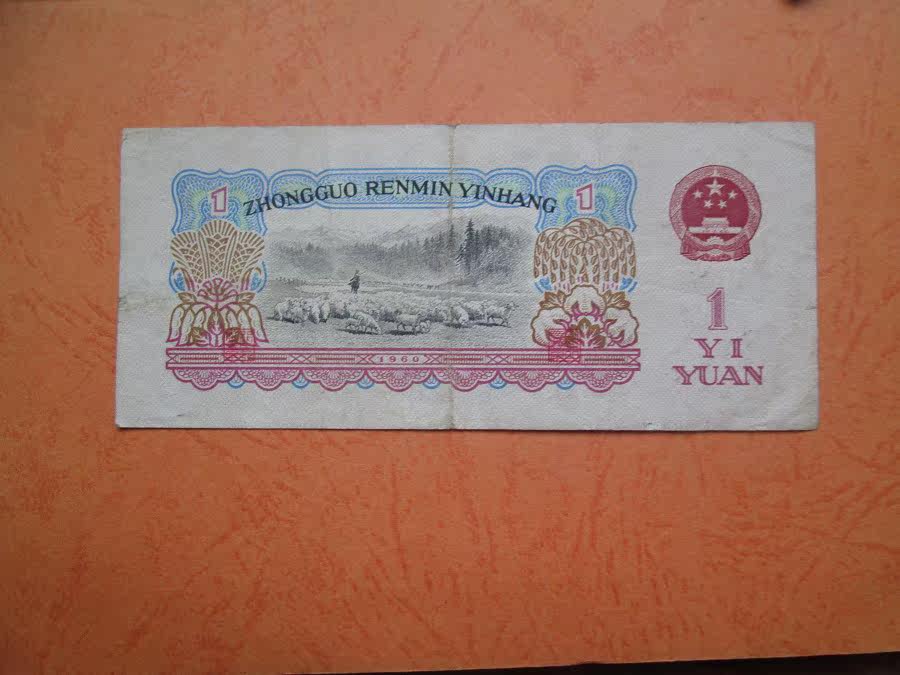 1 1
ZHONGGUO RENMIN YINHANG
1960
1
YI
YUAN